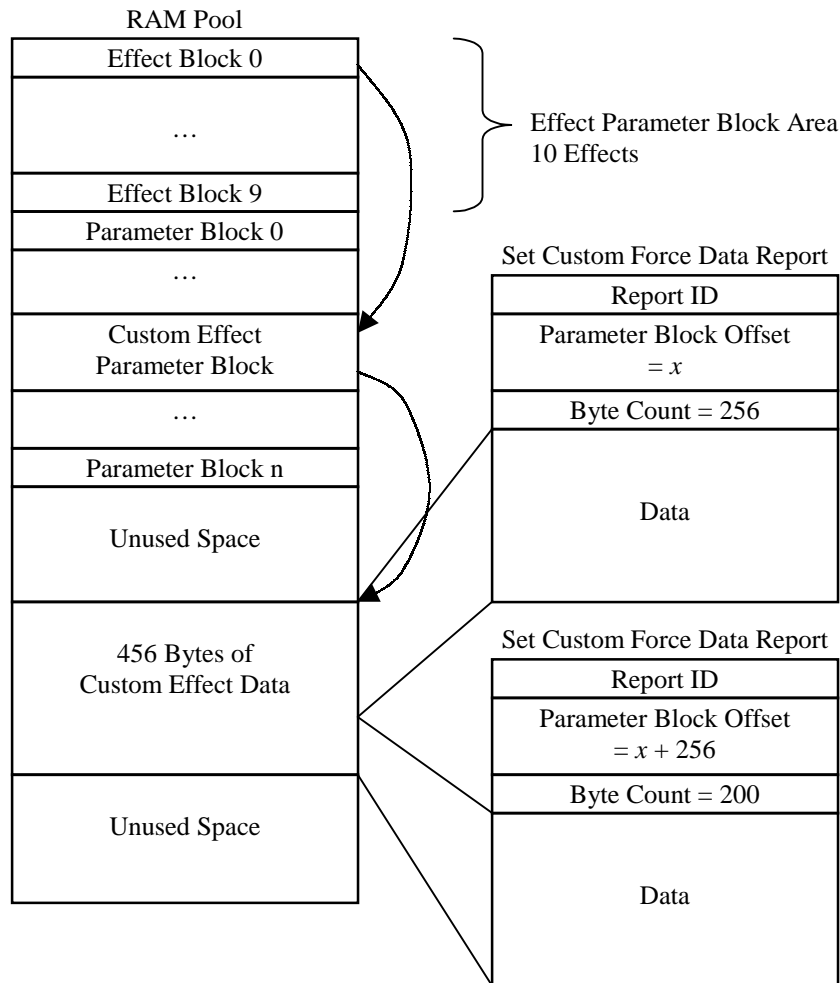 RAM Pool
Effect Block 0
…
Effect Block 9
Parameter Block 0
…
Custom Effect
Parameter Block
…
Parameter Block n
Unused Space
456 Bytes of
Custom Effect Data
Unused Space
Effect Parameter Block Area
10 Effects
Set Custom Force Data Report
Report ID
Parameter Block Offset
= x
Byte Count = 256
Data
Set Custom Force Data Report
Report ID
Parameter Block Offset
= x + 256
Byte Count = 200
Data